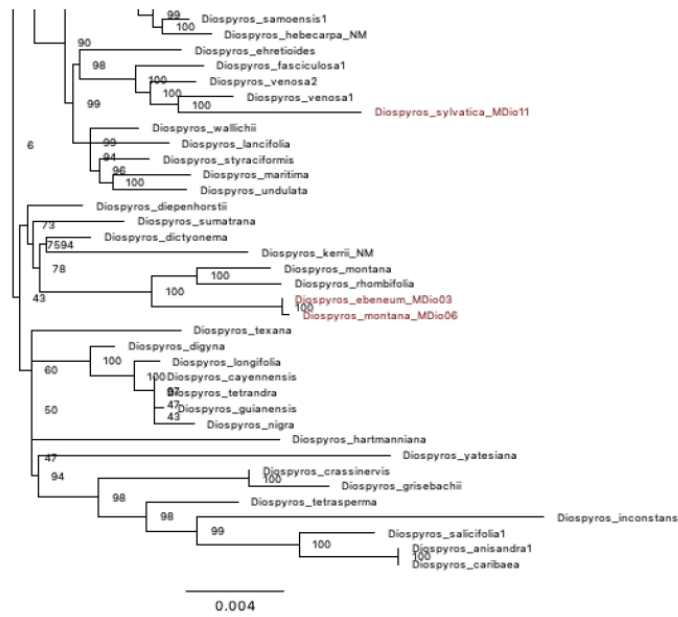 99
Diospyros_samoensis1
100
Diospyros_hebecarpa_NM
90
Diospyros_ehretioides
98
Diospyros_fasciculosa1
100
Diospyros_venosa2
100
Diospyros_venosa1
99
100
Diospyros_sylvatica_MDio11
Diospyros_wallichii
6
99
Diospyros_lancifolia
94
Diospyros_styraciformis
96
Diospyros_maritima
100
Diospyros_undulata
Diospyros_diepenhorstii
73
Diospyros_sumatrana
Diospyros_dictyonema
7594
Diospyros_kerrii_NM
78
Diospyros_montana
100
Diospyros_rhombifolia
100
43
Diospyros_ebeneum_MDio03
100
Diospyros_montana_MDio06
Diospyros_texana
Diospyros_digyna
100
Diospyros_longifolia
60
100
Diospyros_cayennensis
97
Diospyros_tetrandra
47
Diospyros_guianensis
50
43
Diospyros_nigra
Diospyros_hartmanniana
47
Diospyros_yatesiana
94
Diospyros_crassinervis
100
Diospyros_grisebachii
98
Diospyros_tetrasperma
98
Diospyros_inconstans
99
Diospyros_salicifolia1
100
Diospyros_anisandra1
100
Diospyros_caribaea
0.004